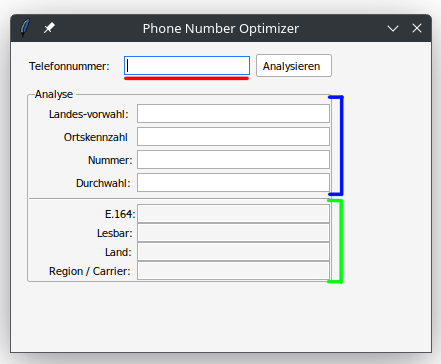 Phone Number Optimizer
Telefonnummer: Analysieren
Analyse
Landes-vorwahl:
Ortskennzahl
Nummer:
Durchwahl:
E.164:
Lesbar:
Land:
Region / Carrier: